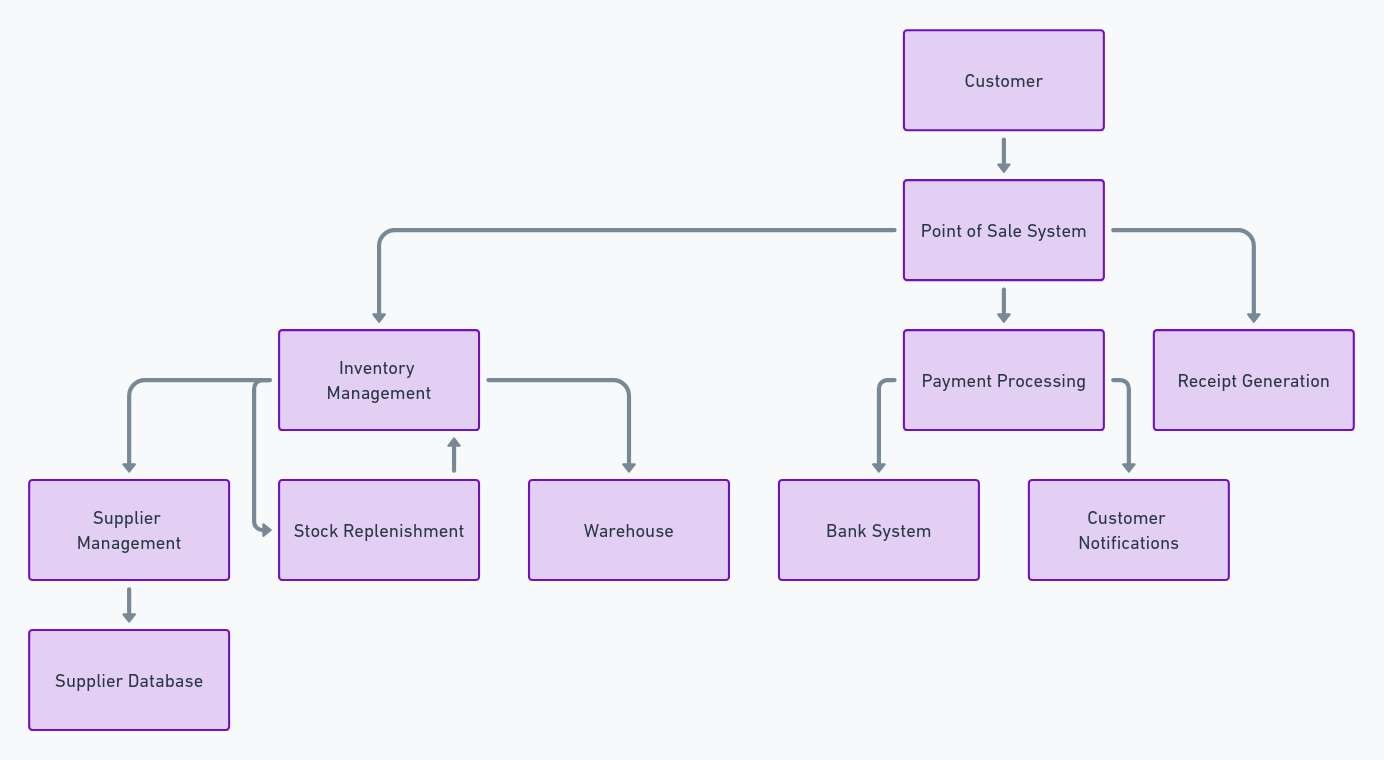 Customer
Point of Sale System
Inventory
Management
Payment Processing
Receipt Generation
Supplier
Management
Stock Replenishment
Warehouse
Bank System
Customer
Notifications
Supplier Database